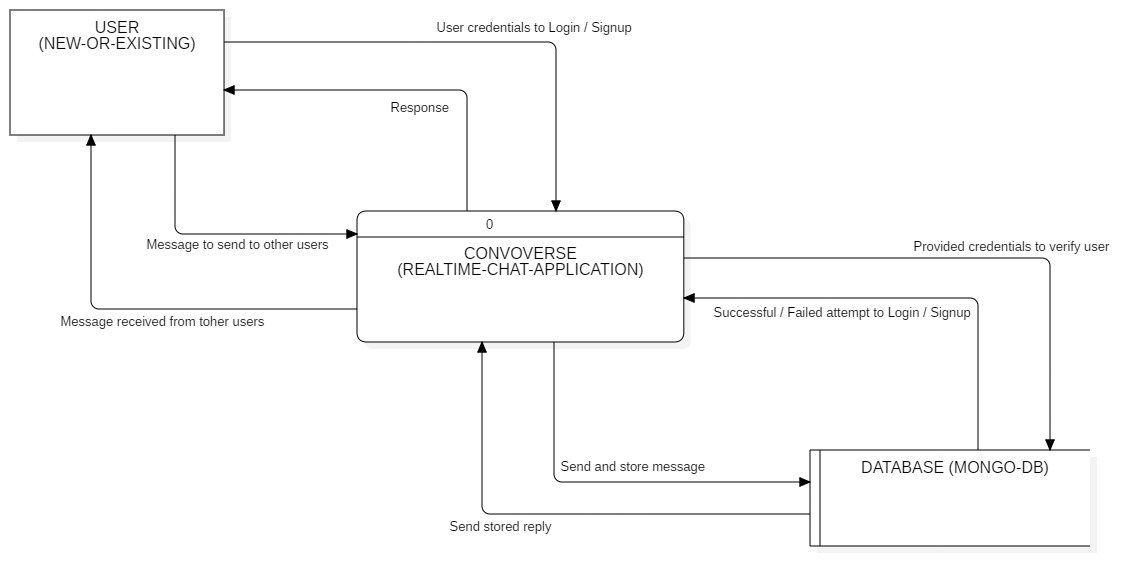 USER
(NEW-OR-EXISTING)
User credentials to Login / Signup
Response
Message to send to other users
Message received from toher users
0
CONVOVERSE
(REALTIME-CHAT-APPLICATION)
Provided credentials to verify user
Successful / Failed attempt to Login / Signup
Send and store message
Send stored reply
DATABASE (MONGO-DB)